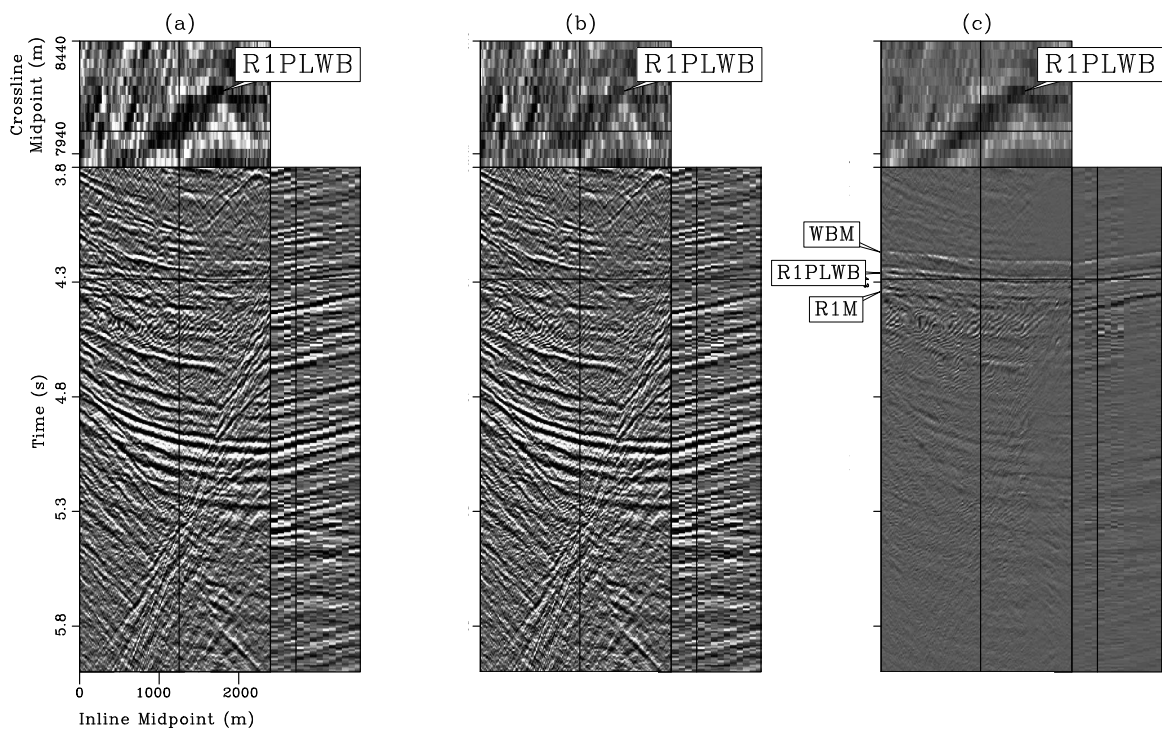 (a)
(b)
(c)
R1PLWB
R1PLWB
R1PLWB
Crossline
Midpoint (m)
8440
7940
3.8
4.3
4.8
5.3
5.8
Time (s)
WBM
R1PLWB
R1M
0
1000
2000
Inline Midpoint (m)